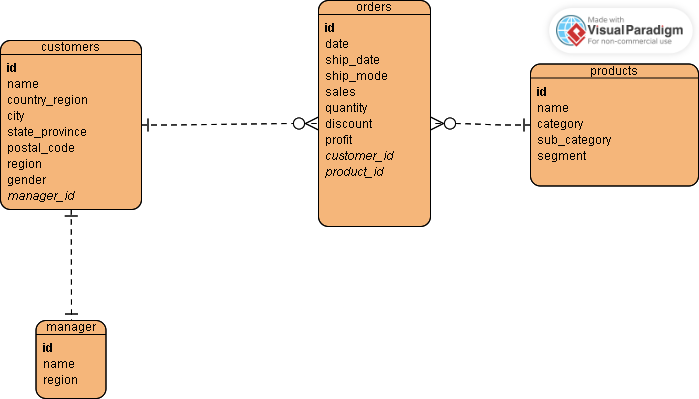 customers
id
name
country_region
city
state_province
postal_code
region
gender
manager_id
orders
id
date
ship_date
ship_mode
sales
quantity
discount
profit
customer_id
product_id
Made with
Visual Paradigm
For non-commercial use
products
id
name
category
sub_category
segment
manager
id
name
region